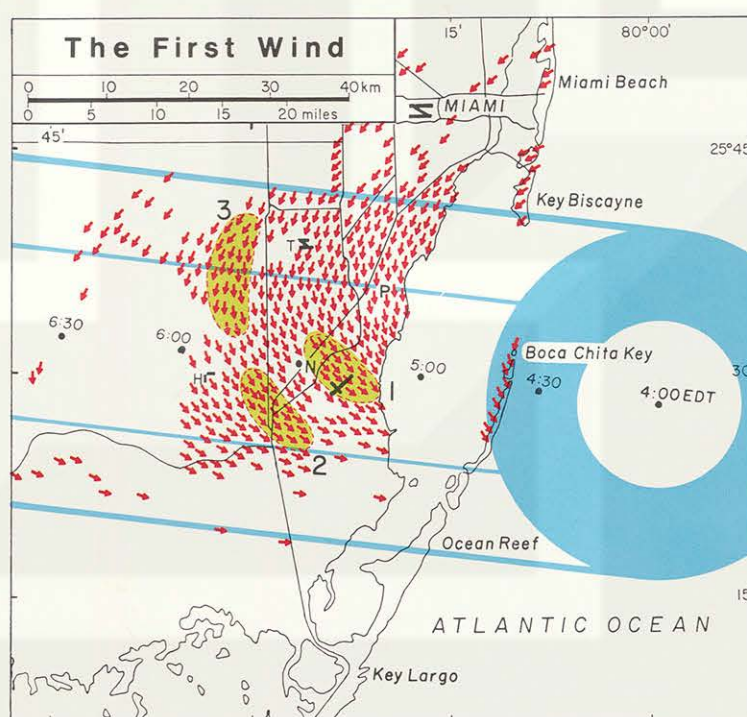 The First Wind
0 10 20 30 40 km
0 5 10 15 20 miles
15' 80°00'
Miami Beach
MIAMI
45' 25°45'
Key Biscayne
3
T
P
6:30 6:00 5:00
N
H
1
2
Boca Chita Key
30
4:30 4:00 EDT
Ocean Reef
15
ATLANTIC OCEAN
Key Largo